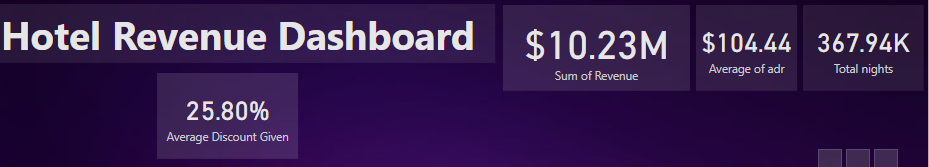 Hotel Revenue Dashboard
$10.23M
Sum of Revenue
$104.44
Average of adr
367.94K
Total nights
25.80%
Average Discount Given